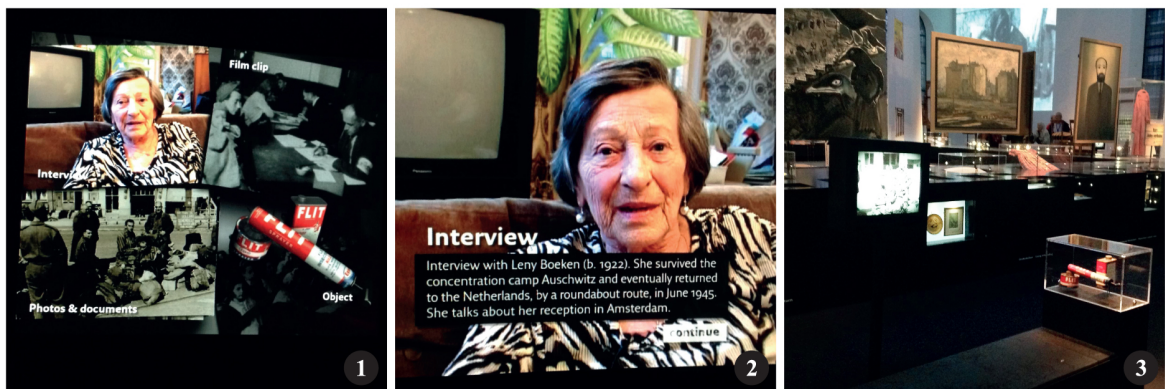 Film clip
Interview
FLIT
FLIT
Photos & documents
Object
1
Interview
Interview with Leny Boeken (b. 1922). She survived the
concentration camp Auschwitz and eventually returned
to the Netherlands, by a roundabout route, in June 1945.
She talks about her reception in Amsterdam.
continue
2
3